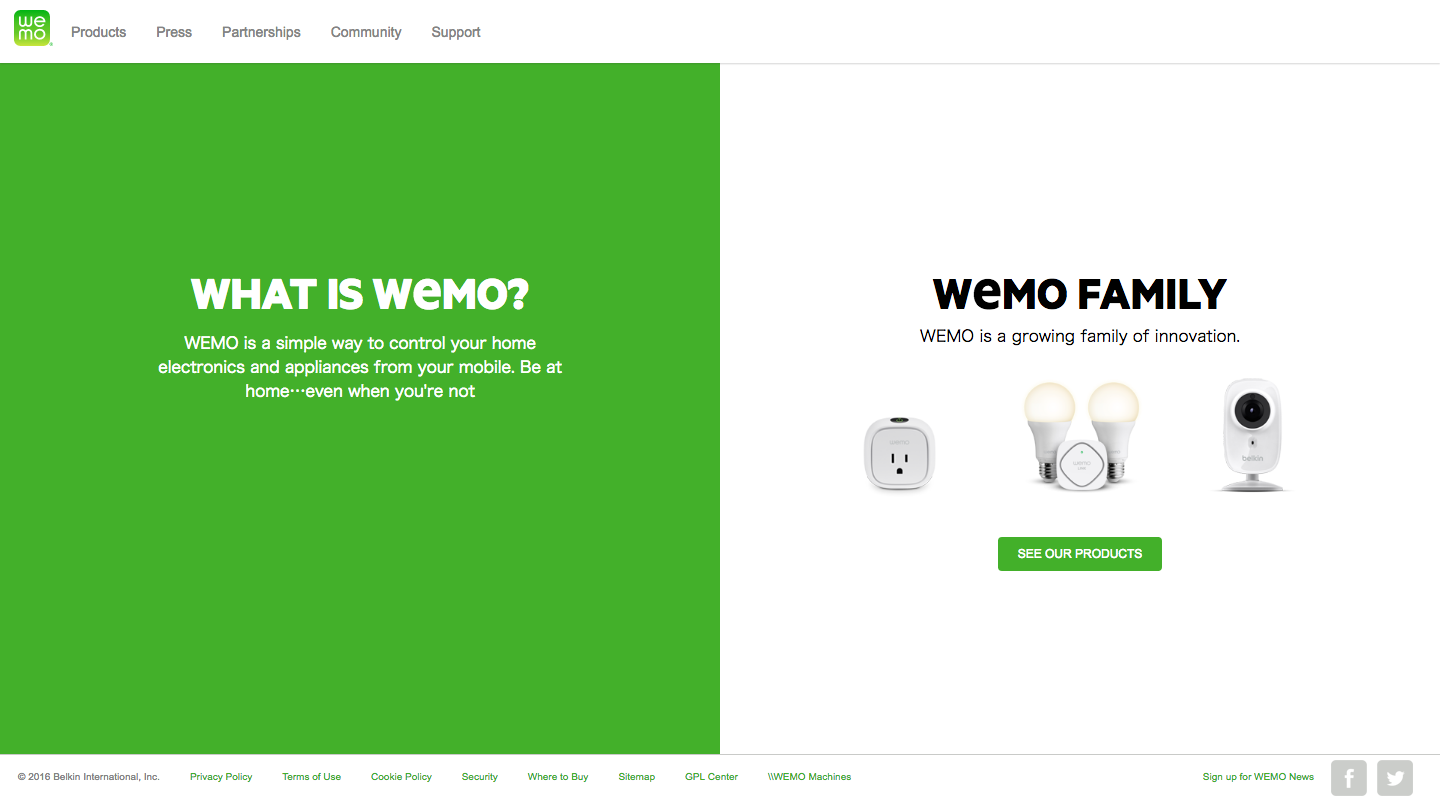 we
mo
Products Press Partnerships Community Support
WHAT IS WeMO?
WEMO is a simple way to control your home
electronics and appliances from your mobile. Be at
home…even when you're not
WeMO FAMILY
WEMO is a growing family of innovation.
wemo
wemo
belkin
SEE OUR PRODUCTS
© 2016 Belkin International, Inc. Privacy Policy Terms of Use Cookie Policy Security Where to Buy Sitemap GPL Center \\WEMO Machines Sign up for WEMO News